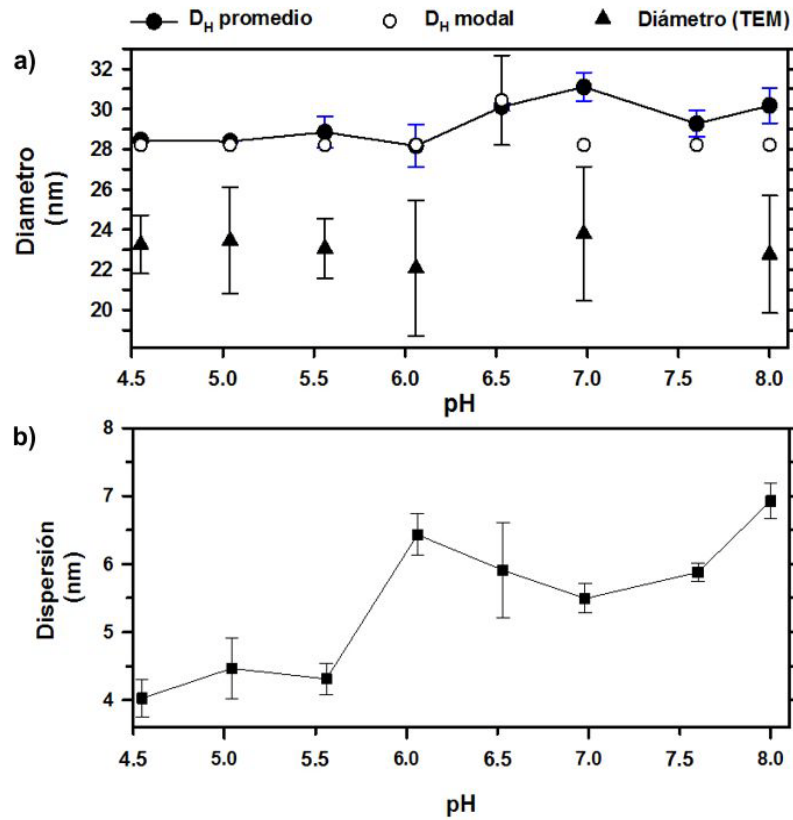 D_H promedio D_H modal Diámetro (TEM)
a)
32
30
28
26
24
22
20
Diametro
(nm)
4.5 5.0 5.5 6.0 6.5 7.0 7.5 8.0
pH
b)
8
7
6
5
4
Dispersión
(nm)
4.5 5.0 5.5 6.0 6.5 7.0 7.5 8.0
pH